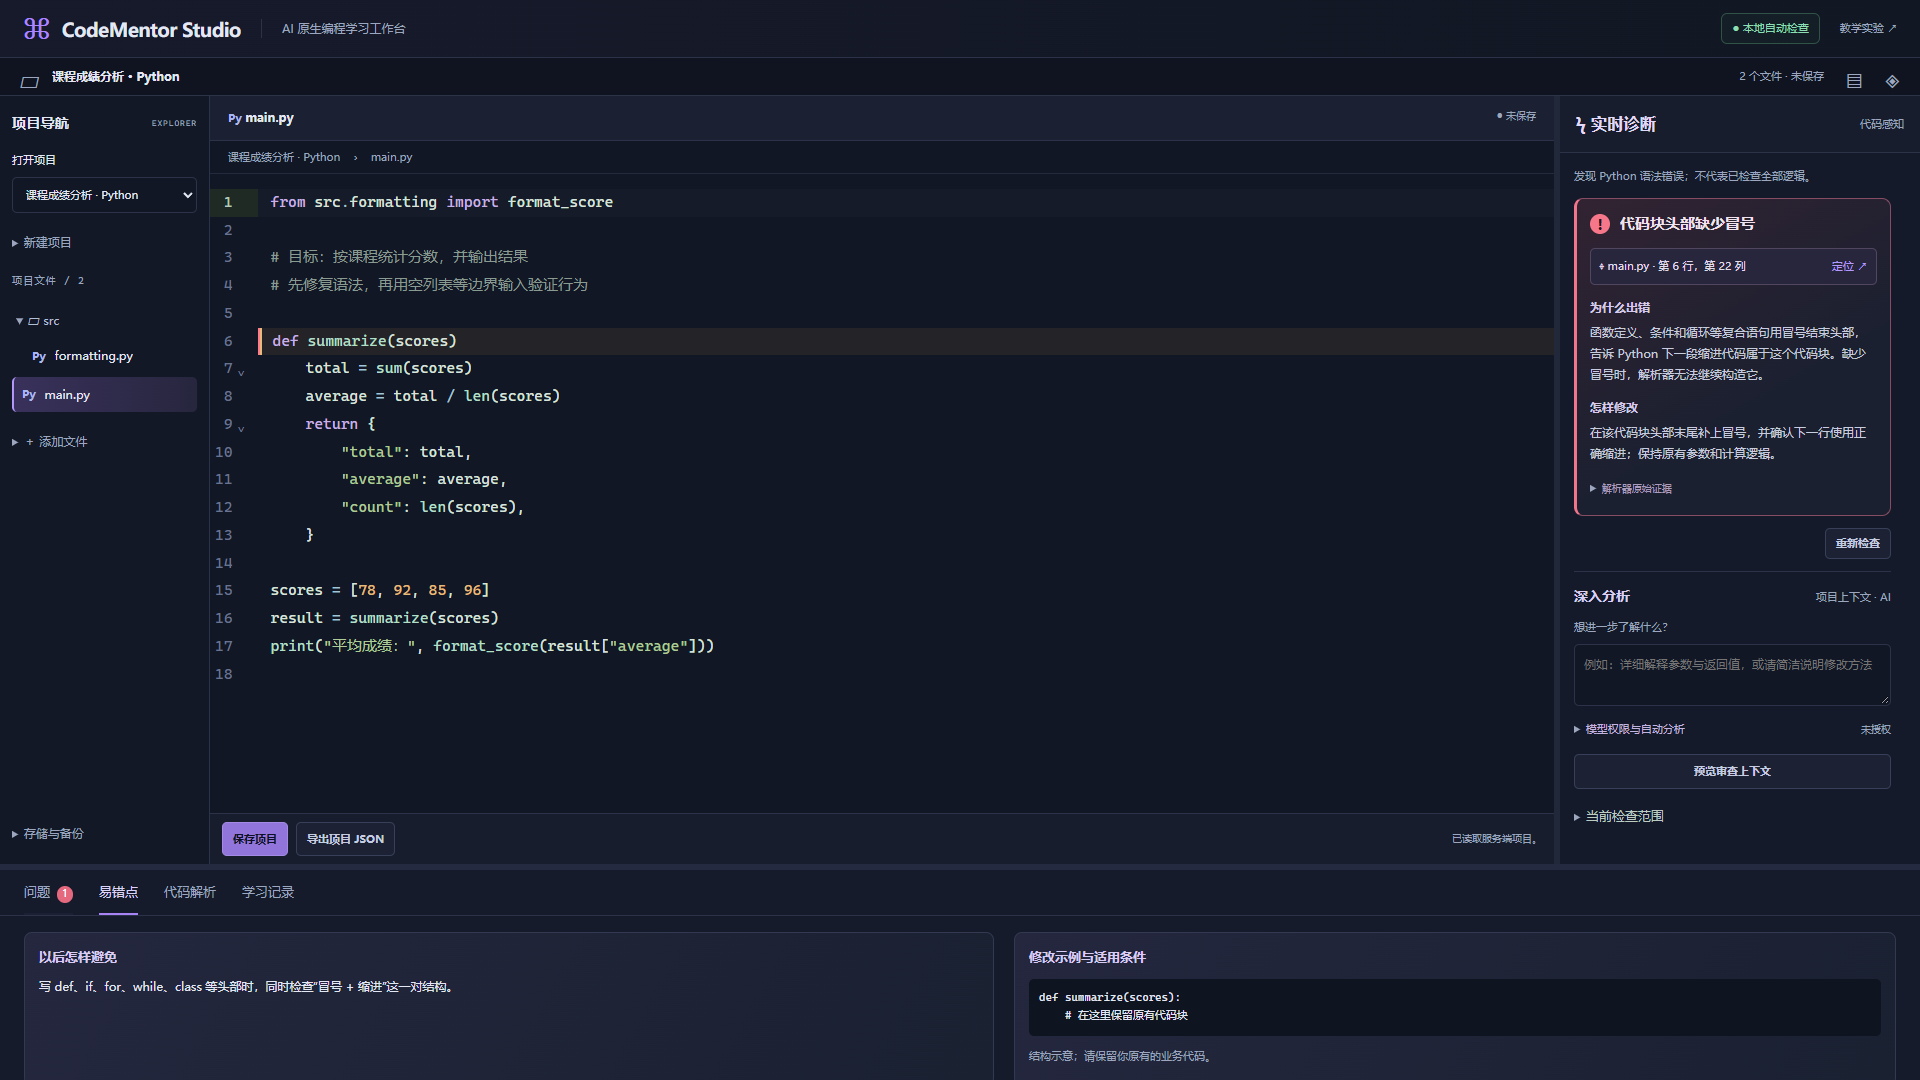 ⌘ CodeMentor Studio
AI 原生编程学习工作台
● 本地自动检查
教学实验 ↗
课程成绩分析 • Python
2 个文件 · 未保存
项目导航
EXPLORER
打开项目
课程成绩分析 · Python
▶ 新建项目
项目文件 / 2
▼ src
Py formatting.py
Py main.py
▶ + 添加文件
▶ 存储与备份
Py main.py
● 未保存
课程成绩分析 · Python › main.py
1 from src.formatting import format_score
2
3 # 目标：按课程统计分数，并输出结果
4 # 先修复语法，再用空列表等边界输入验证行为
5
6 def summarize(scores)
7     total = sum(scores)
8     average = total / len(scores)
9     return {
10         "total": total,
11         "average": average,
12         "count": len(scores),
13     }
14
15 scores = [78, 92, 85, 96]
16 result = summarize(scores)
17 print("平均成绩：", format_score(result["average"]))
18
保存项目
导出项目 JSON
已读取服务端项目。
实时诊断
代码感知
发现 Python 语法错误；不代表已检查全部逻辑。
! 代码块头部缺少冒号
main.py · 第 6 行，第 22 列
定位 ↗
为什么出错
函数定义、条件和循环等复合语句用冒号结束头部，
告诉 Python 下一段缩进代码属于这个代码块。缺少
冒号时，解析器无法继续构造它。
怎样修改
在该代码块头部末尾补上冒号，并确认下一行使用正
确缩进；保持原有参数和计算逻辑。
▶ 解析器原始证据
重新检查
深入分析
项目上下文 · AI
想进一步了解什么？
例如：详细解释参数与返回值，或请简洁说明修改方法
▶ 模型权限与自动分析
未授权
预览审查上下文
▶ 当前检查范围
问题 1
易错点
代码解析
学习记录
以后怎样避免
写 def、if、for、while、class 等头部时，同时检查“冒号 + 缩进”这一对结构。
修改示例与适用条件
def summarize(scores):
    # 在这里保留原有代码块
结构示意；请保留你原有的业务代码。